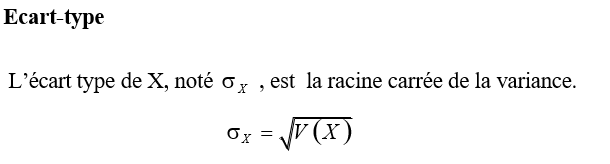 Ecart-type
L’écart type de X, noté σ_X , est la racine carrée de la variance.
σ_X = √V(X)